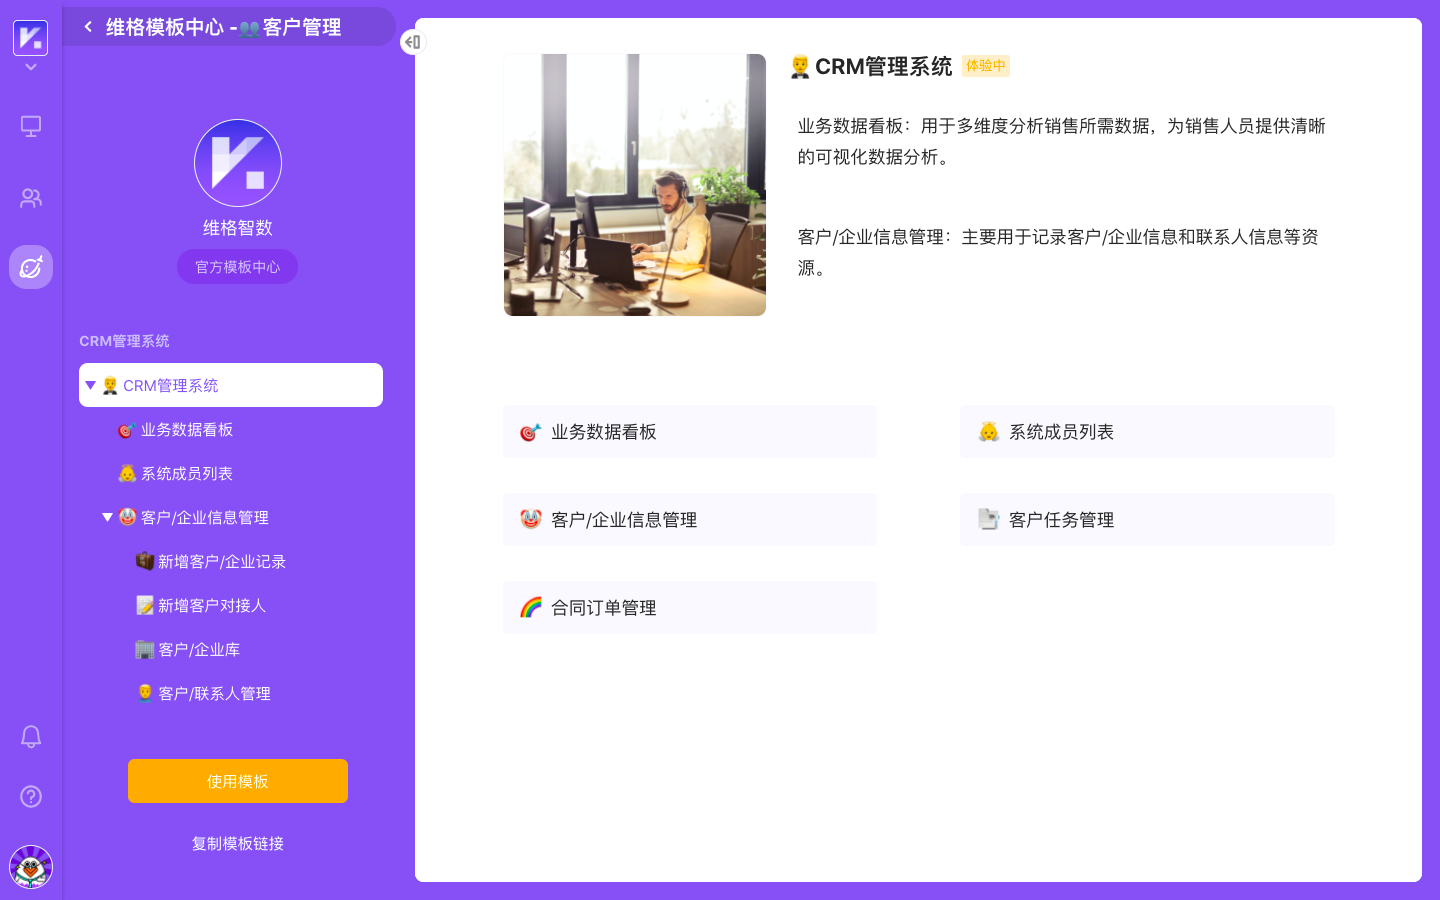 维格模板中心 -👥客户管理
维格智数
官方模板中心
CRM管理系统
CRM管理系统
业务数据看板
系统成员列表
客户/企业信息管理
新增客户/企业记录
新增客户对接人
客户/企业库
客户/联系人管理
使用模板
复制模板链接
CRM管理系统 体验中
业务数据看板：用于多维度分析销售所需数据，为销售人员提供清晰
的可视化数据分析。
客户/企业信息管理：主要用于记录客户/企业信息和联系人信息等资
源。
业务数据看板
系统成员列表
客户/企业信息管理
客户任务管理
合同订单管理